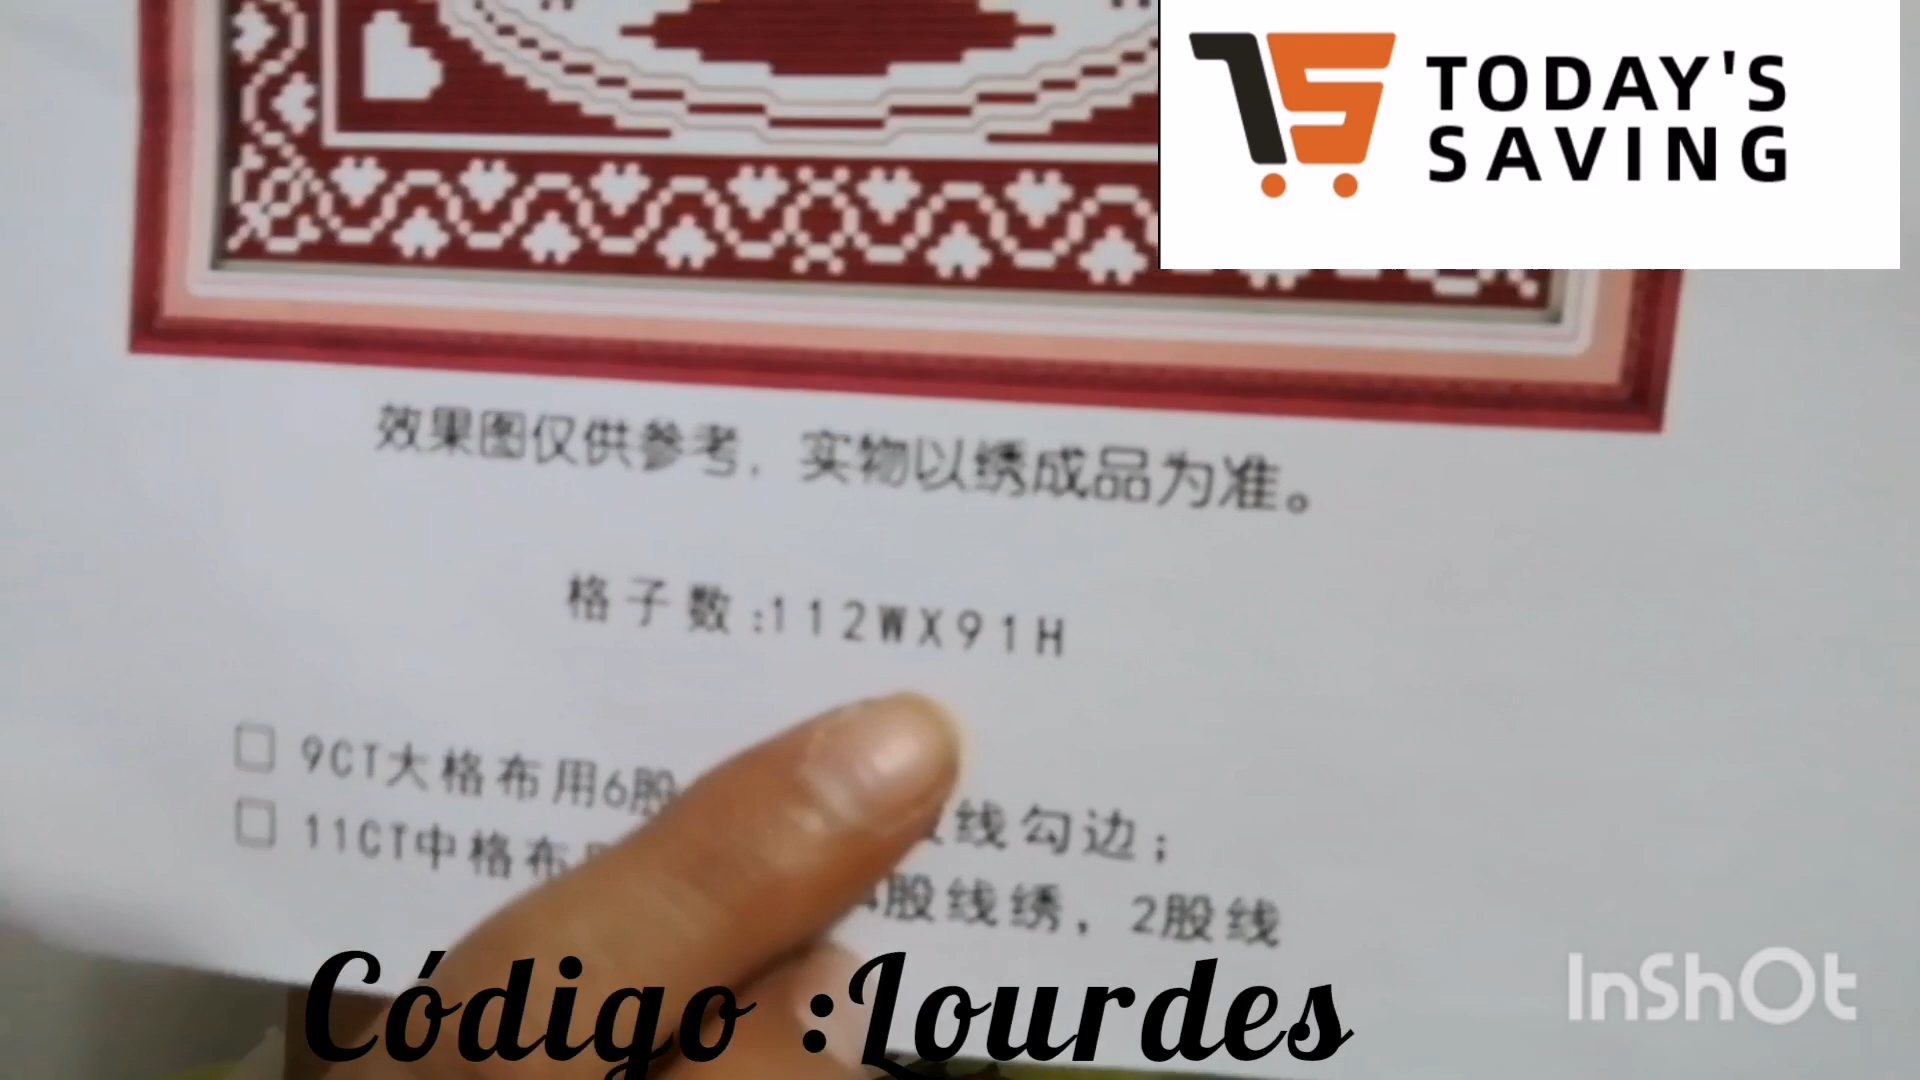 TODAY'S
SAVING
效果图仅供参考，实物以绣成品为准。
格子数:112WX91H
9CT大格布用6股 线勾边；
11CT中格布 股线绣，2股线
Código :Lourdes
InShOt